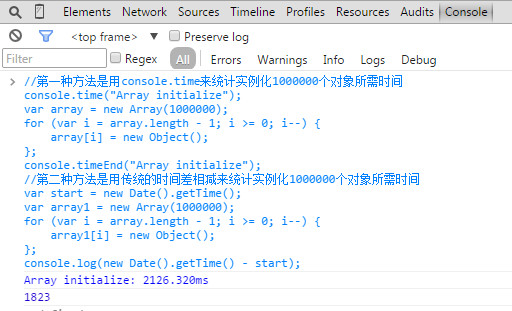 Elements Network Sources Timeline Profiles Resources Audits Console
<top frame> Preserve log
Filter Regex All Errors Warnings Info Logs Debug
//第一种方法是用console.time来统计实例化1000000个对象所需时间
console.time("Array initialize");
var array = new Array(1000000);
for (var i = array.length - 1; i >= 0; i--) {
    array[i] = new Object();
};
console.timeEnd("Array initialize");
//第二种方法是用传统的时间差相减来统计实例化1000000个对象所需时间
var start = new Date().getTime();
var array1 = new Array(1000000);
for (var i = array.length - 1; i >= 0; i--) {
    array1[i] = new Object();
};
console.log(new Date().getTime() - start);
Array initialize: 2126.320ms
1823